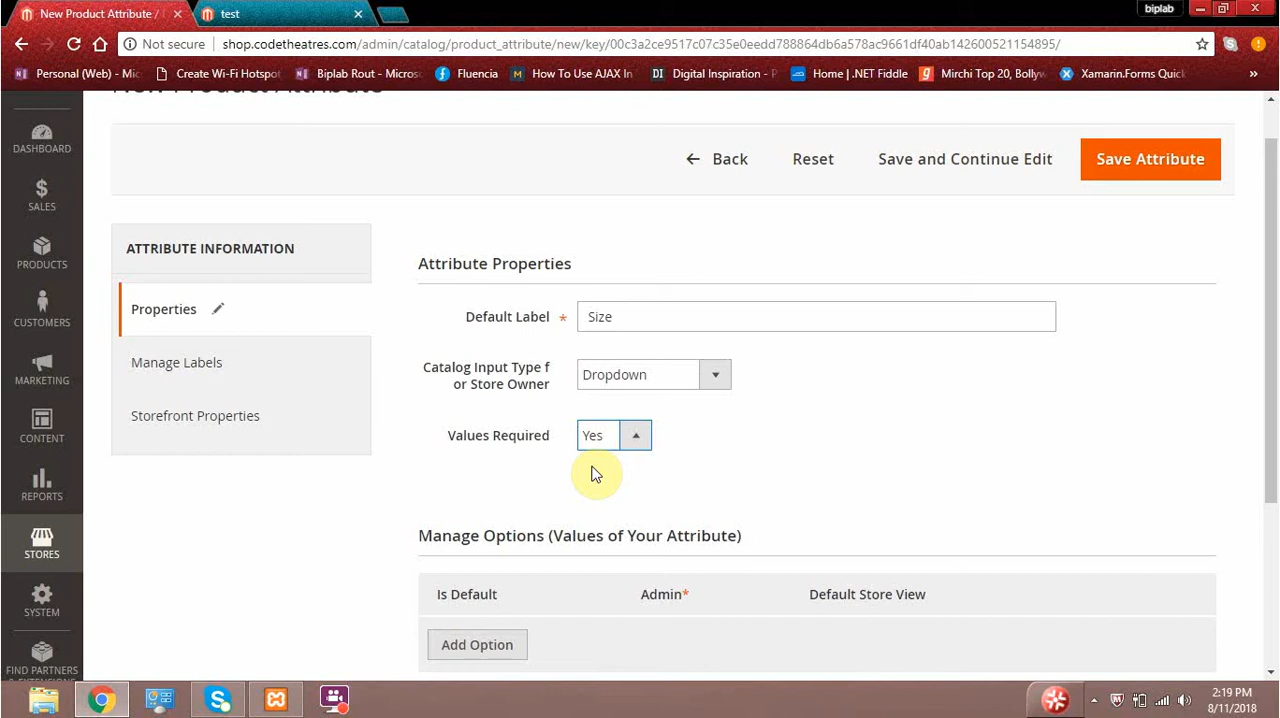 New Product Attribute /
test
biplab
Not secure
shop.codetheatres.com/admin/catalog/product_attribute/new/key/00c3a2ce9517c07c35e0eedd788864db6a578ac9661df40ab142600521154895/
Personal (Web) - Mic
Create Wi-Fi Hotspot
Biplab Rout - Micros
Fluencia
How To Use AJAX In
Digital Inspiration - P
Home | .NET Fiddle
Mirchi Top 20, Bollyw
Xamarin.Forms Quick
»
New Product Attribute
Back
Reset
Save and Continue Edit
Save Attribute
DASHBOARD
SALES
PRODUCTS
CUSTOMERS
MARKETING
CONTENT
REPORTS
STORES
SYSTEM
FIND PARTNERS
& EXTENSIONS
ATTRIBUTE INFORMATION
Properties
Manage Labels
Storefront Properties
Attribute Properties
Default Label *
Size
Catalog Input Type f
or Store Owner
Dropdown
Values Required
Yes
Manage Options (Values of Your Attribute)
Is Default
Admin*
Default Store View
Add Option
2:19 PM
8/11/2018